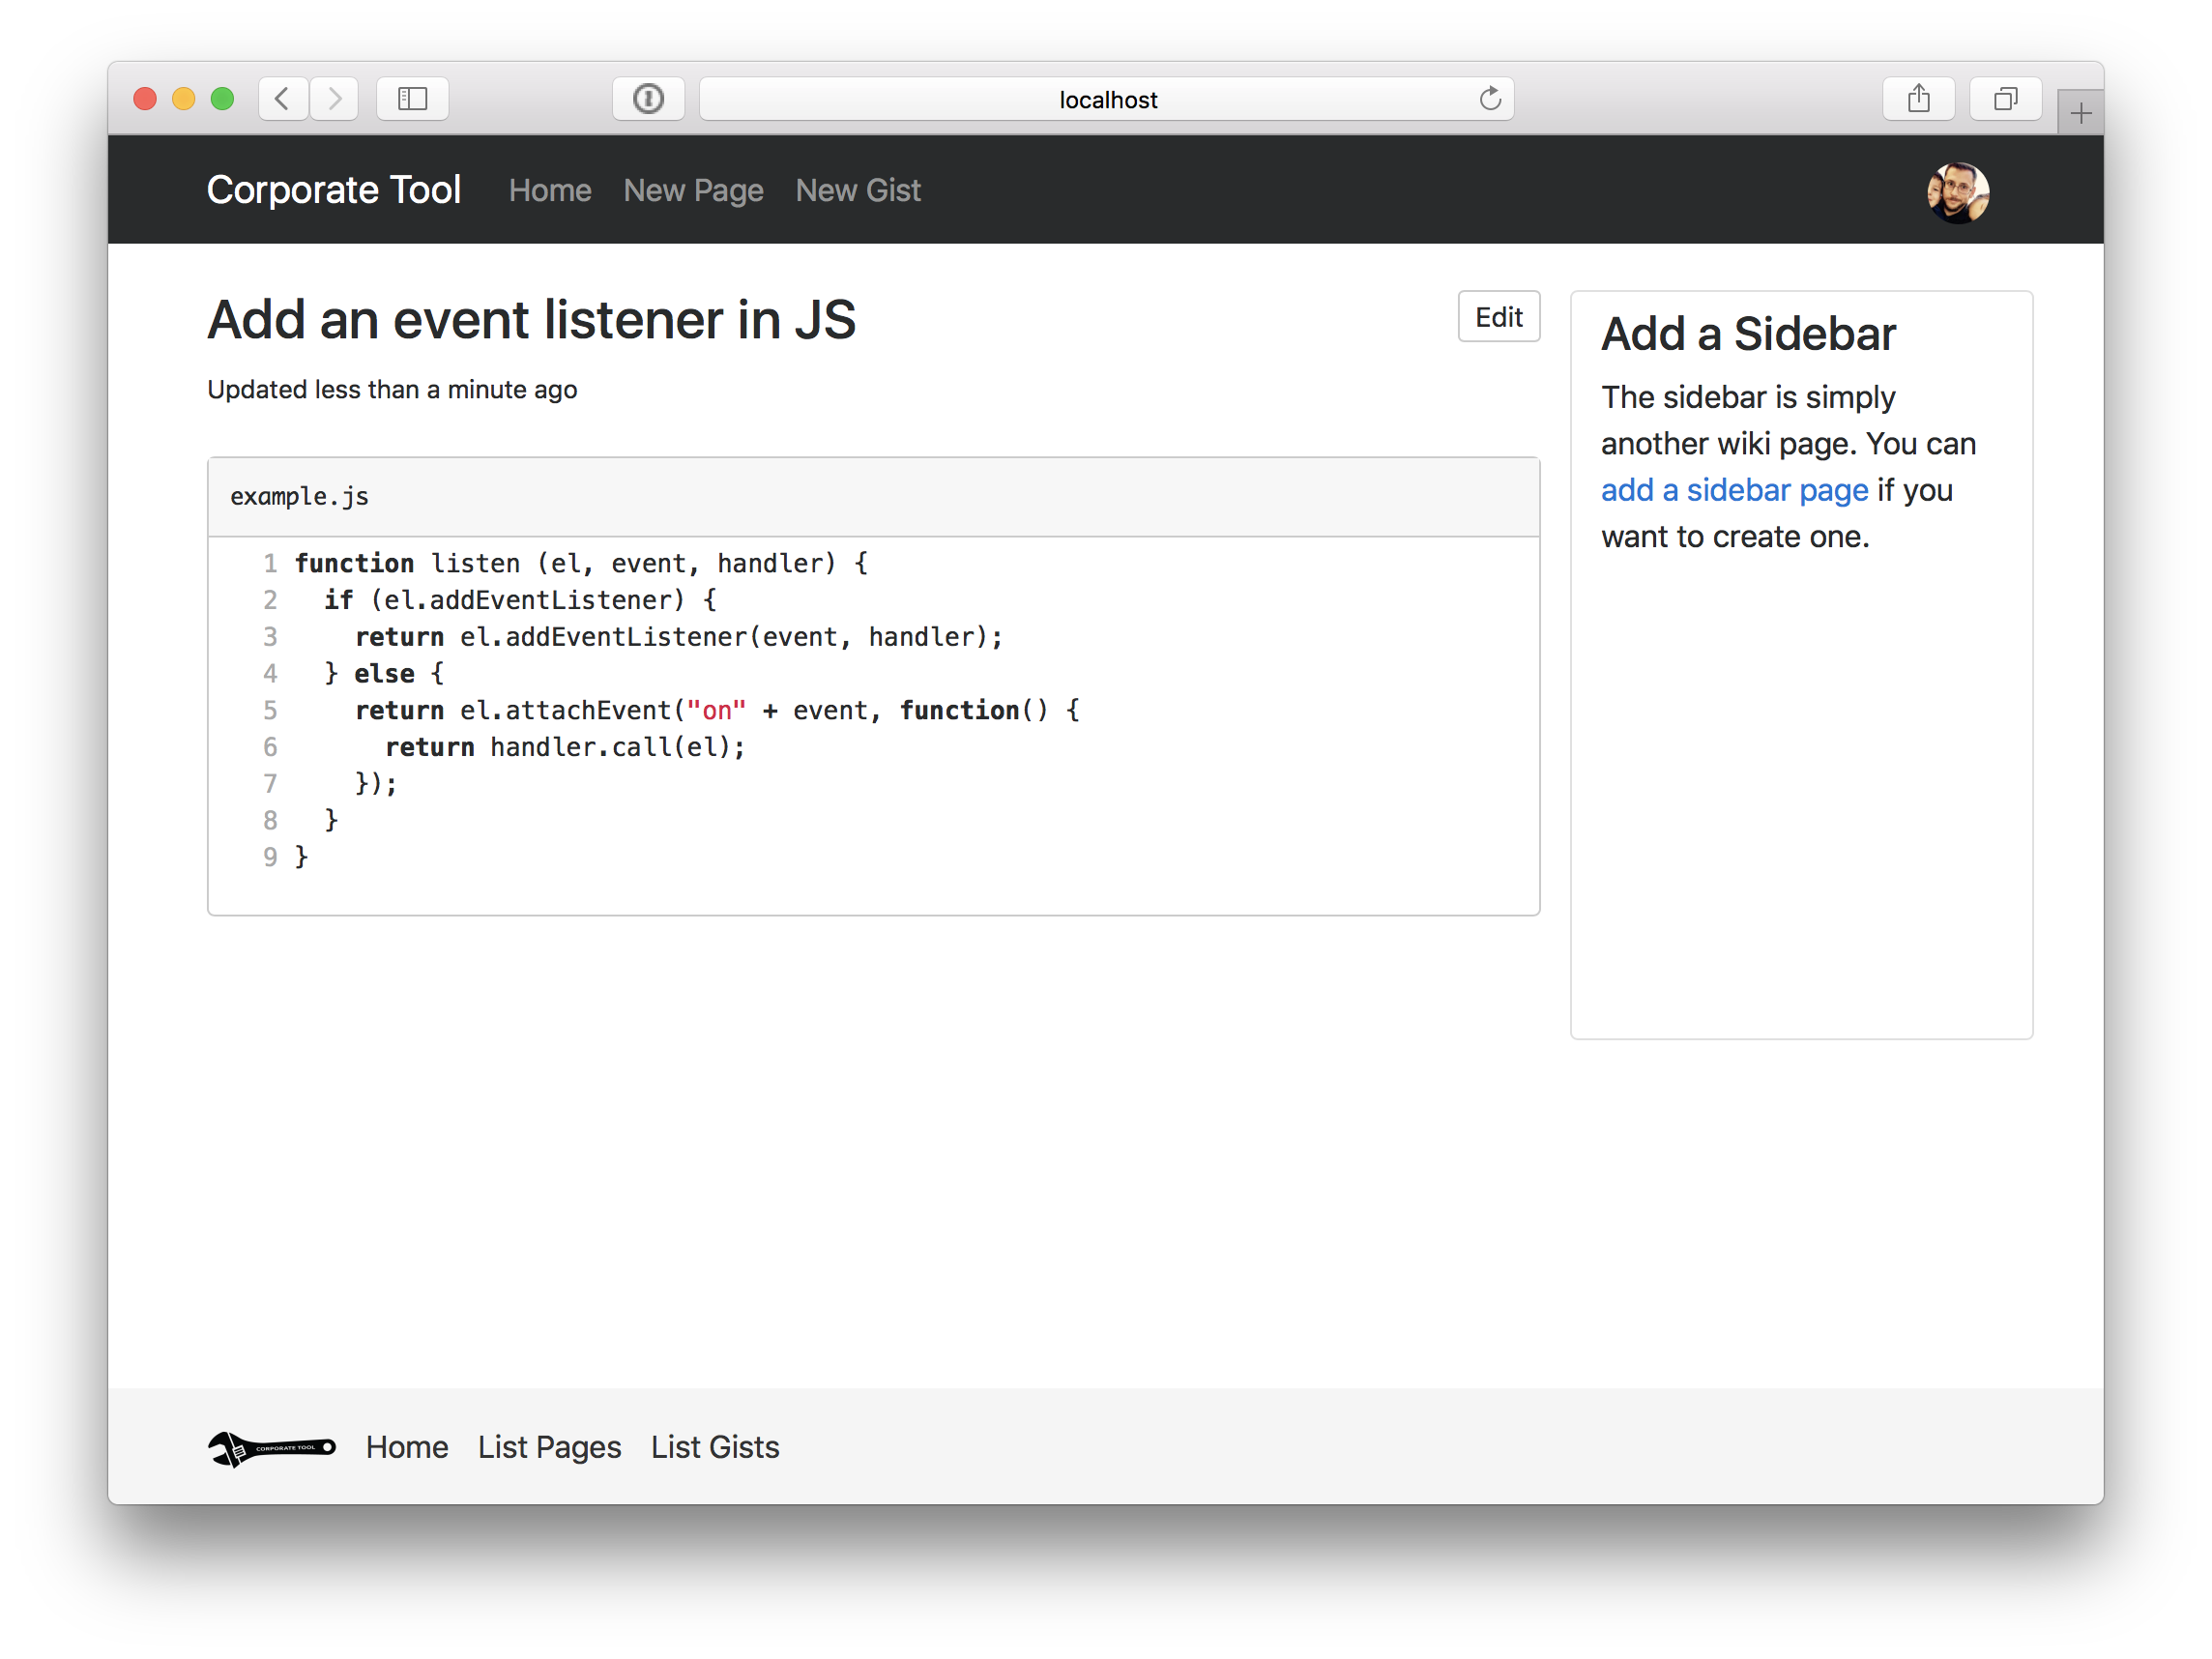 localhost
Corporate Tool Home New Page New Gist
Add an event listener in JS
Edit
Updated less than a minute ago
example.js
1 function listen (el, event, handler) {
2   if (el.addEventListener) {
3     return el.addEventListener(event, handler);
4   } else {
5     return el.attachEvent("on" + event, function() {
6       return handler.call(el);
7     });
8   }
9 }
Add a Sidebar
The sidebar is simply
another wiki page. You can
add a sidebar page if you
want to create one.
CORPORATE TOOL
Home List Pages List Gists